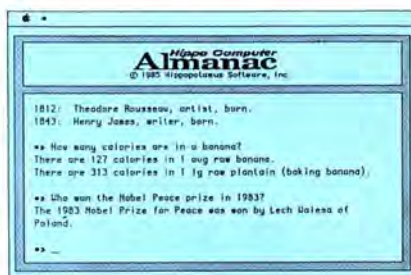 Hippo Computer
Almanac
© 1985 Hippopotamus Software, Inc
1812: Theodore Rousseau, artist, born.
1843: Henry James, writer, born.
*> How many calories are in a banana?
There are 127 calories in 1 avg raw banana.
There are 313 calories in 1 lg raw plantain (baking banana).
*> Who won the Nobel Peace prize in 1983?
The 1983 Nobel Prize for Peace was won by Lech Walesa of
Poland.
*> _